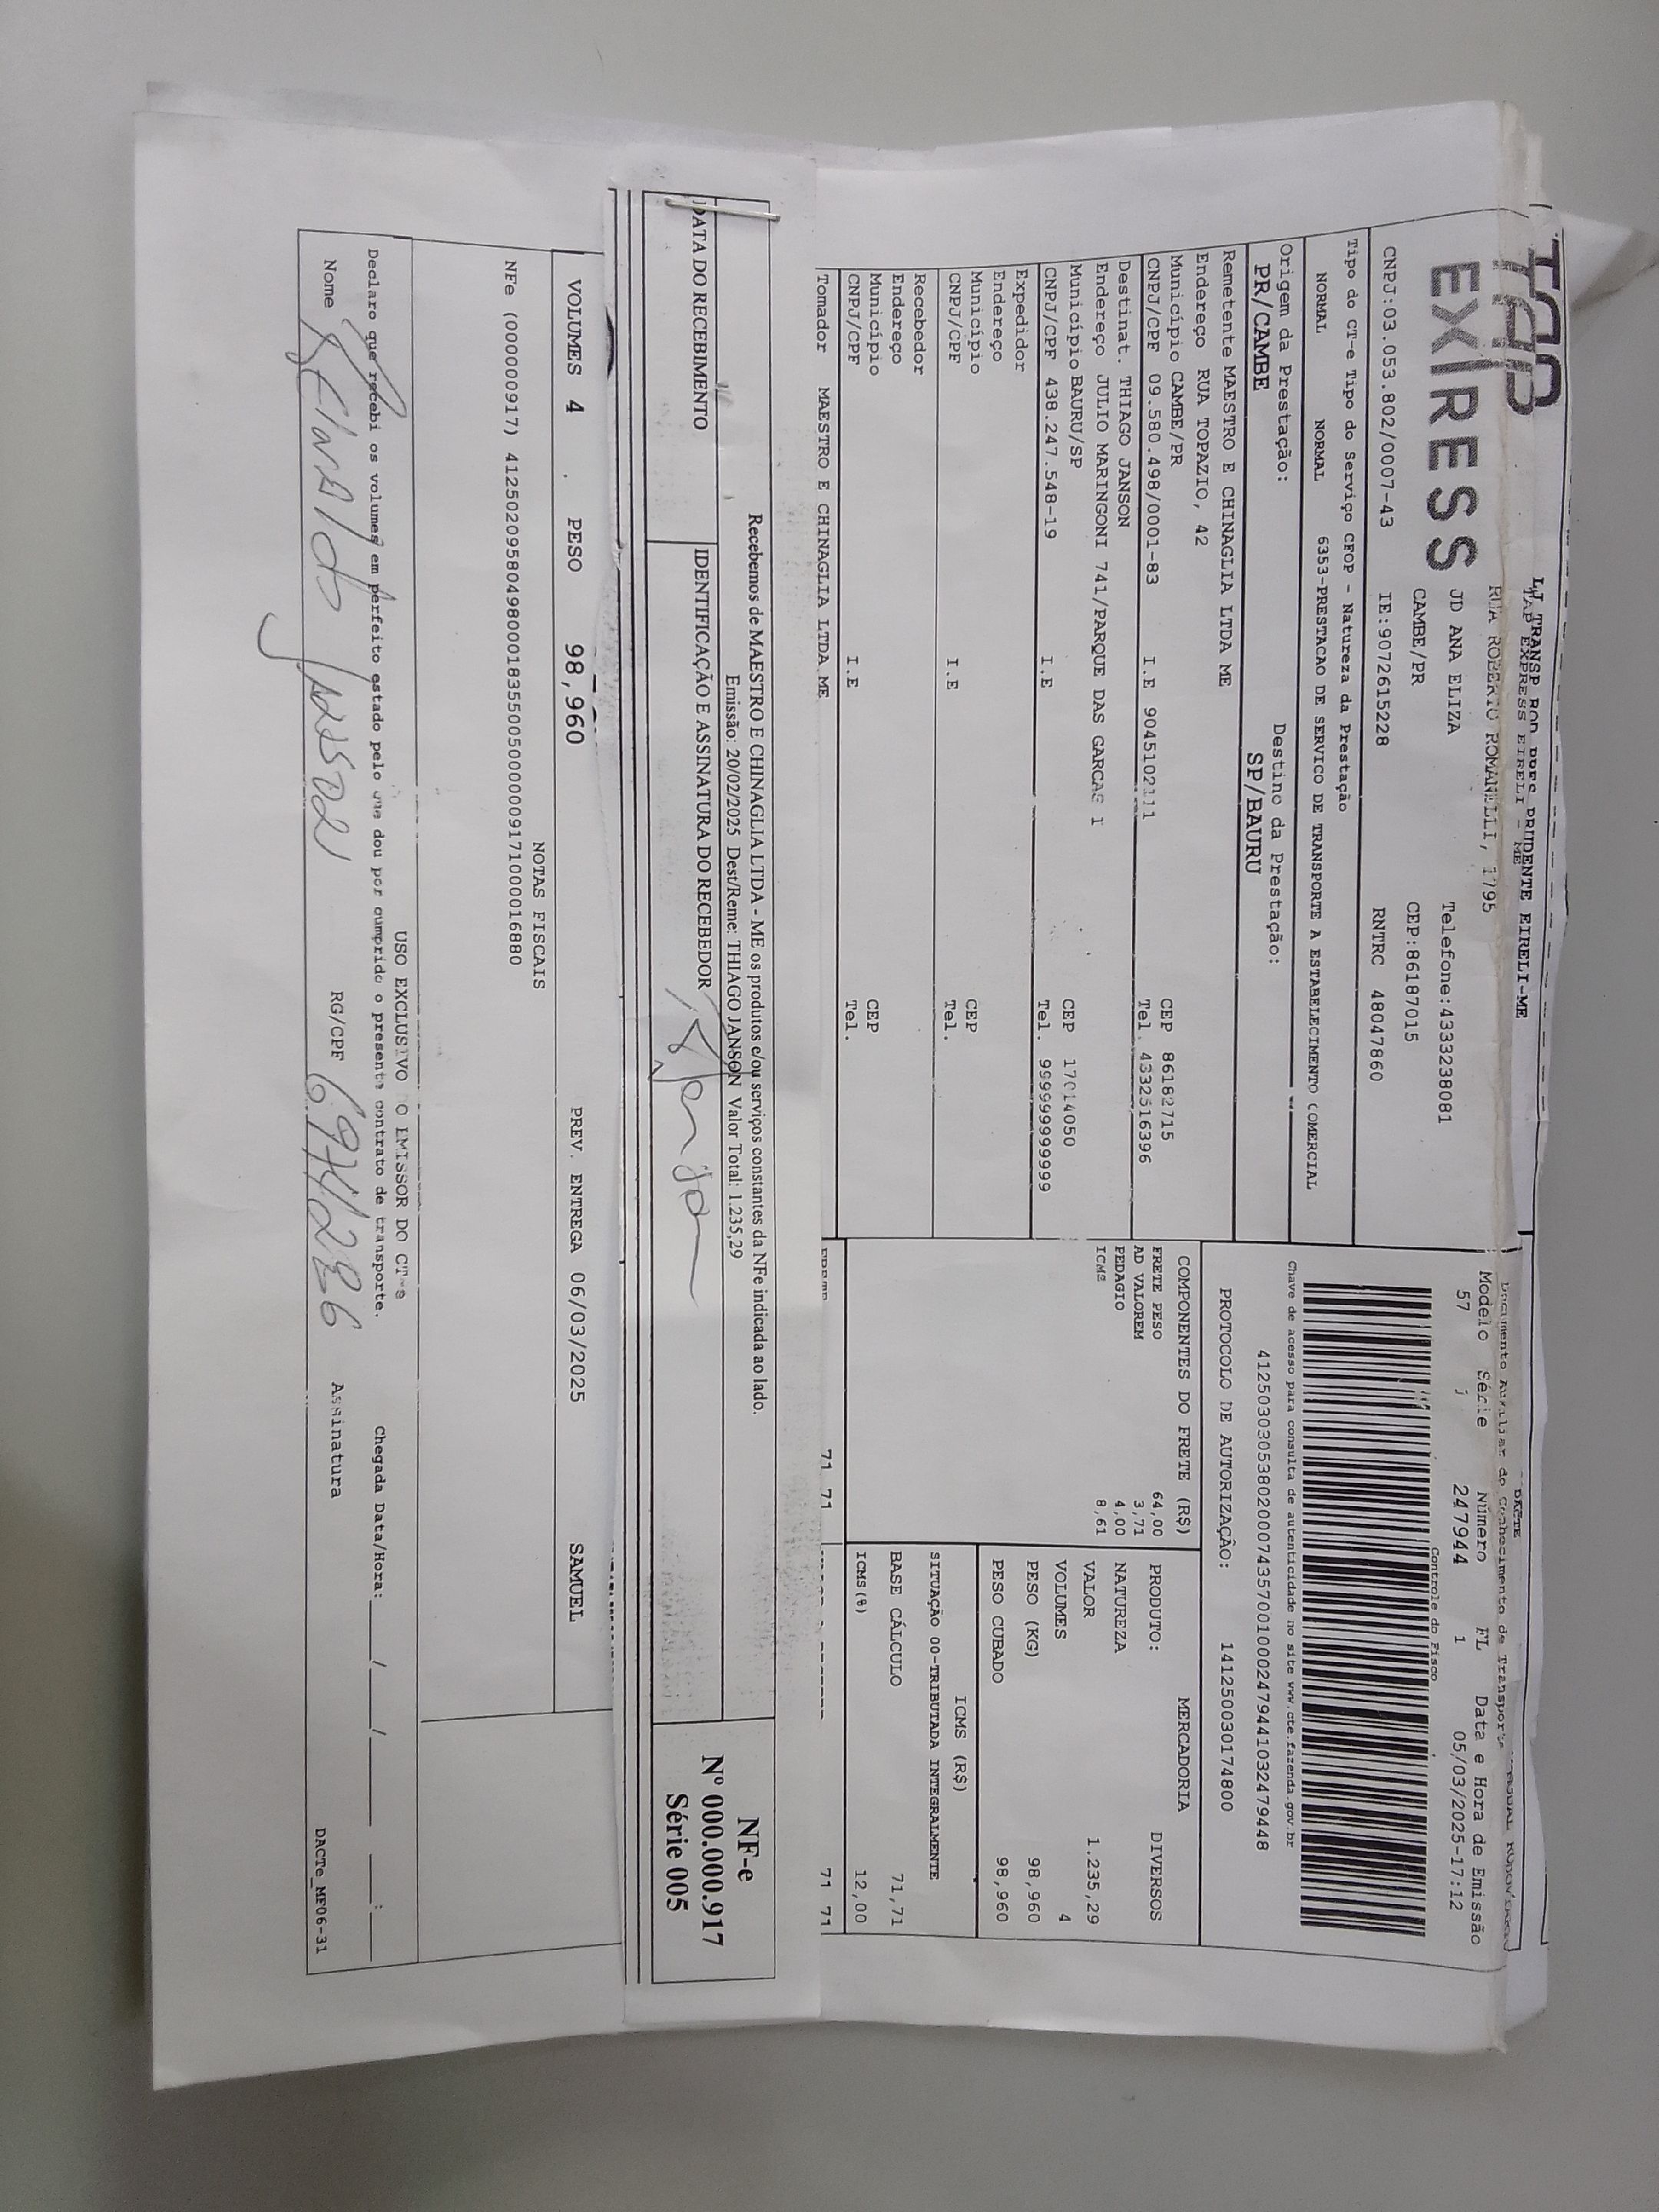 TAP
EXPRESS
LJ TRANSP ROD PRES PRUDENTE EIRELI-ME
TAP EXPRESS EIRELI - ME
RUA ROBERTO ROMANELLI, 1795
JD ANA ELIZA
Telefone:4333238081
CAMBE/PR
CEP:86187015
CNPJ:03.053.802/0007-43
IE:9072615228
RNTRC 48047860
DACTE
Documento Auxiliar do Conhecimento de Transporte
Modelo Série Número FL Data e Hora de Emissão
57 1 247944 1 05/03/2025-17:12
Controle do Fisco
Tipo do CT-e Tipo do Serviço CFOP - Natureza da Prestação
NORMAL NORMAL 6353-PRESTACAO DE SERVICO DE TRANSPORTE A ESTABELECIMENTO COMERCIAL
Chave de acesso para consulta de autenticidade no site www.cte.fazenda.gov.br
Origem da Prestação: Destino da Prestação:
PR/CAMBE SP/BAURU
PROTOCOLO DE AUTORIZAÇÃO: 141250030174800
Remetente MAESTRO E CHINAGLIA LTDA ME
Endereço RUA TOPAZIO, 42
Município CAMBE/PR CEP 86182715
CNPJ/CPF 09.580.498/0001-83 I.E 9045102111 Tel. 4332516396
Destinat. THIAGO JANSON
Endereço JULIO MARINGONI 741/PARQUE DAS GARCAS I
Município BAURU/SP CEP 17014050
CNPJ/CPF 438.247.548-19 I.E Tel. 99999999999
Expedidor
Endereço
Município CEP
CNPJ/CPF I.E Tel.
Recebedor
Endereço
Município CEP
CNPJ/CPF I.E Tel.
Tomador MAESTRO E CHINAGLIA LTDA ME
COMPONENTES DO FRETE (R$)
FRETE PESO 64,00
AD VALOREM 3,71
PEDAGIO 4,00
ICMS 8,61
71 71
MERCADORIA
PRODUTO: DIVERSOS
NATUREZA
VALOR 1.235,29
VOLUMES 4
PESO (KG) 98,960
PESO CUBADO 98,960
ICMS (R$)
SITUAÇÃO 00-TRIBUTADA INTEGRALMENTE
BASE CÁLCULO 71,71
ICMS(%) 12,00
71 71
Recebemos de MAESTRO E CHINAGLIA LTDA - ME os produtos e/ou serviços constantes da NFe indicada ao lado.
Emissão: 20/02/2025 Dest/Reme: THIAGO JANSON Valor Total: 1.235,29
DATA DO RECEBIMENTO
IDENTIFICAÇÃO E ASSINATURA DO RECEBEDOR
Janson
NF-e
Nº 000.000.917
Série 005
VOLUMES 4 PESO 98,960 PREV. ENTREGA 06/03/2025 SAMUEL
NOTAS FISCAIS
USO EXCLUSIVO DO EMISSOR DO CT-e
Declaro que recebi os volumes em perfeito estado pelo que dou por cumprido o presente contrato de transporte.
Chegada Data/Hora: ___/___/___ ___:___
Nome
RG/CPF
Assinatura
DACTe_MF06-31